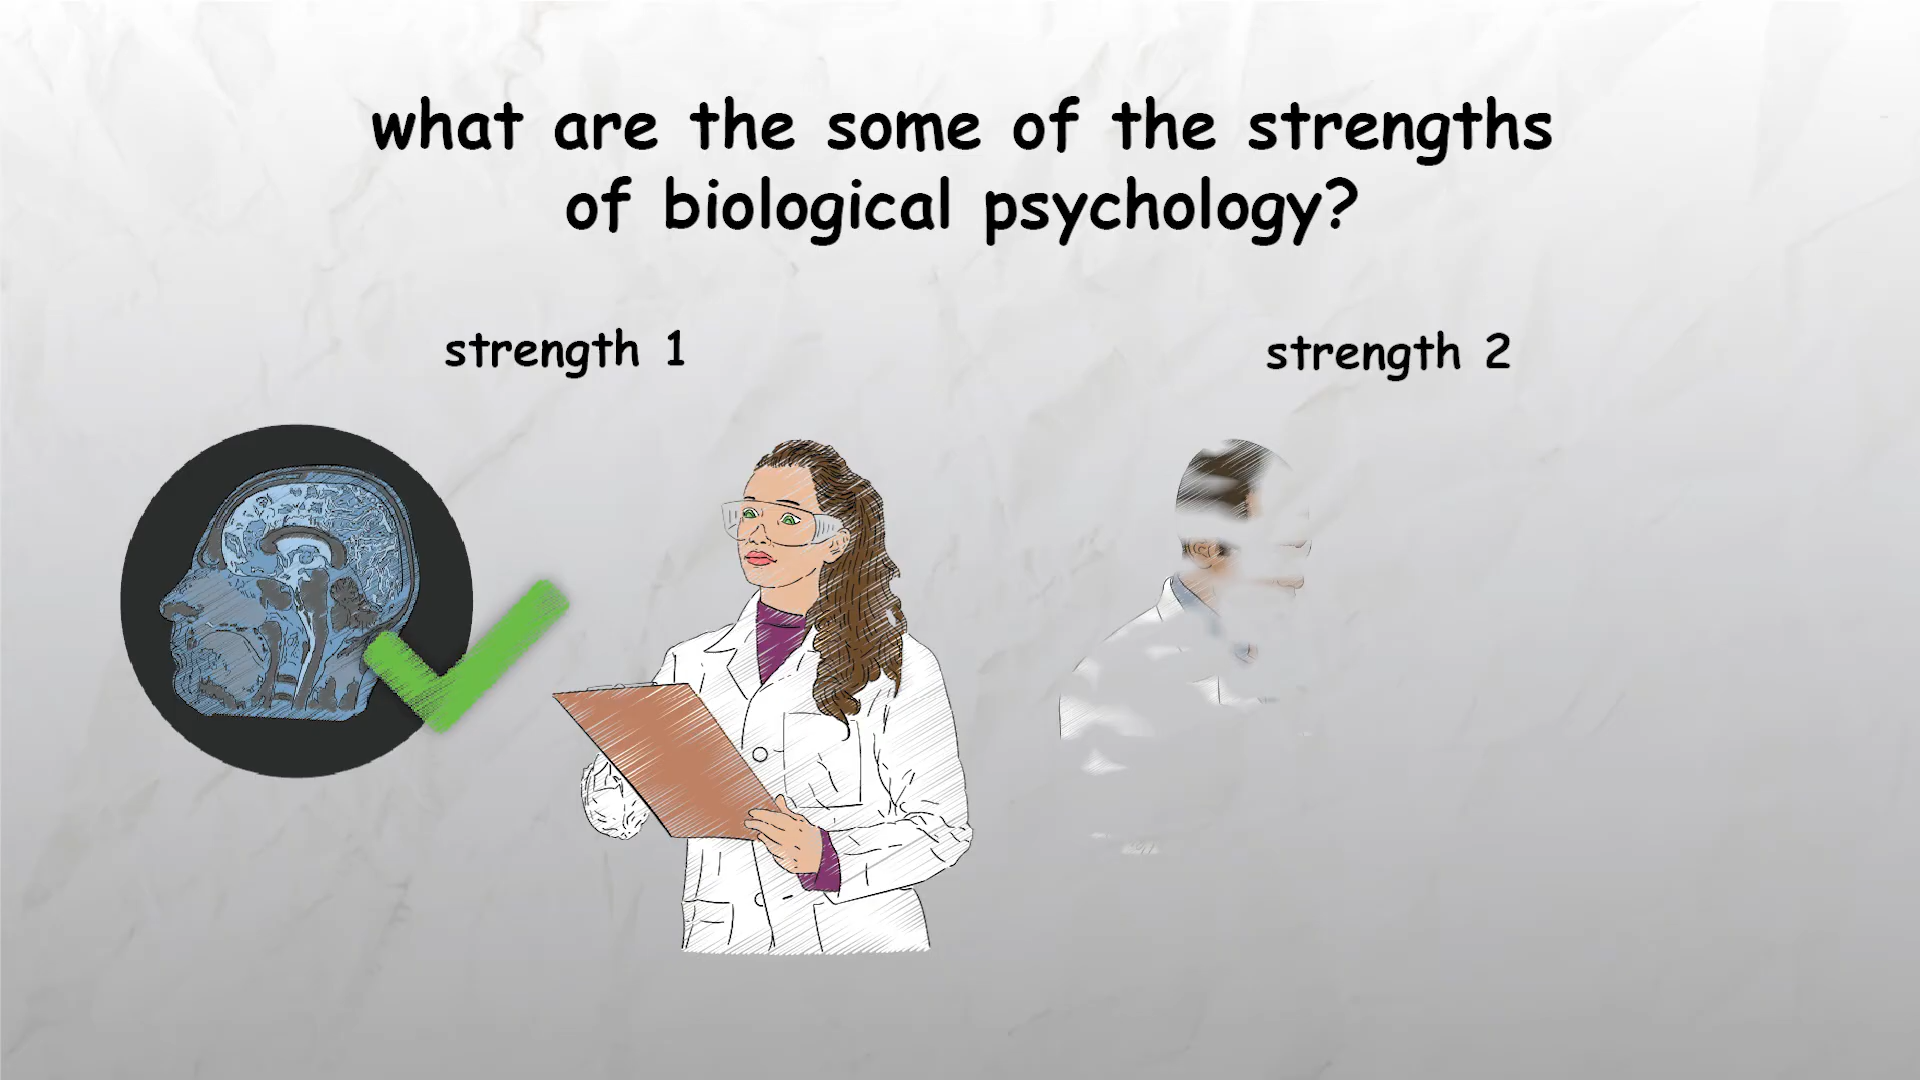 what are the some of the strengths
of biological psychology?
strength 1
strength 2